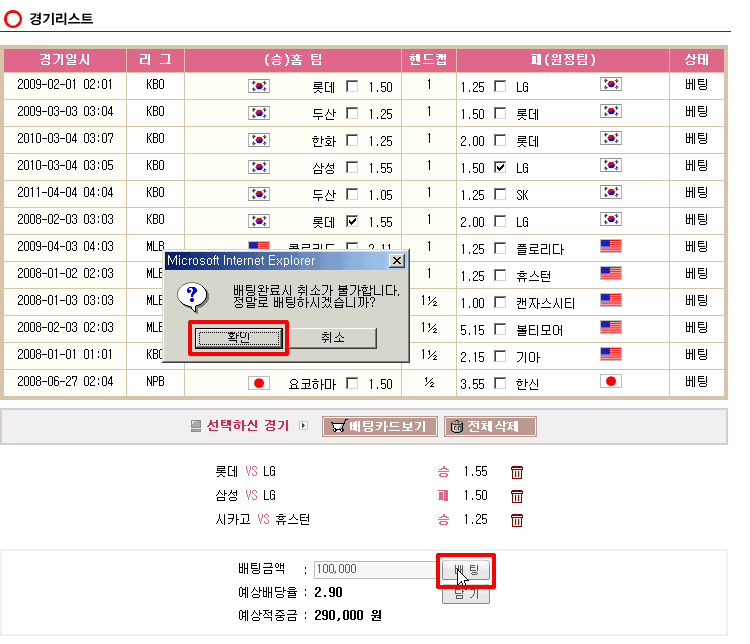 경기리스트
경기일시 리 그 (승)홈 팀 핸드캡 패(원정팀) 상태
2009-02-01 02:01 KBO 롯데 1.50 1 1.25 LG 베팅
2009-03-03 03:04 KBO 두산 1.25 1 1.50 롯데 베팅
2010-03-04 03:07 KBO 한화 1.25 1 2.00 롯데 베팅
2010-03-04 03:05 KBO 삼성 1.55 1 1.50 LG 베팅
2011-04-04 04:04 KBO 두산 1.05 1 1.25 SK 베팅
2008-02-03 03:03 KBO 롯데 1.55 1 2.00 LG 베팅
2009-04-03 04:03 MLB 1 1.25 플로리다 베팅
2008-01-02 02:03 1 1.25 휴스턴 베팅
2008-01-03 03:03 1½ 1.00 캔자스시티 베팅
2008-02-03 02:03 1½ 5.15 볼티모어 베팅
2008-01-01 01:01 1½ 2.15 기아 베팅
2008-06-27 02:04 NPB 요코하마 1.50 ½ 3.55 한신 베팅
Microsoft Internet Explorer
배팅완료시 취소가 불가합니다.
정말로 배팅하시겠습니까?
확인 취소
선택하신 경기 배팅카드보기 전체삭제
롯데 VS LG 승 1.55
삼성 VS LG 패 1.50
시카고 VS 휴스턴 승 1.25
배팅금액 : 100,000 배 팅
예상배당율 : 2.90 담 기
예상적중금 : 290,000 원